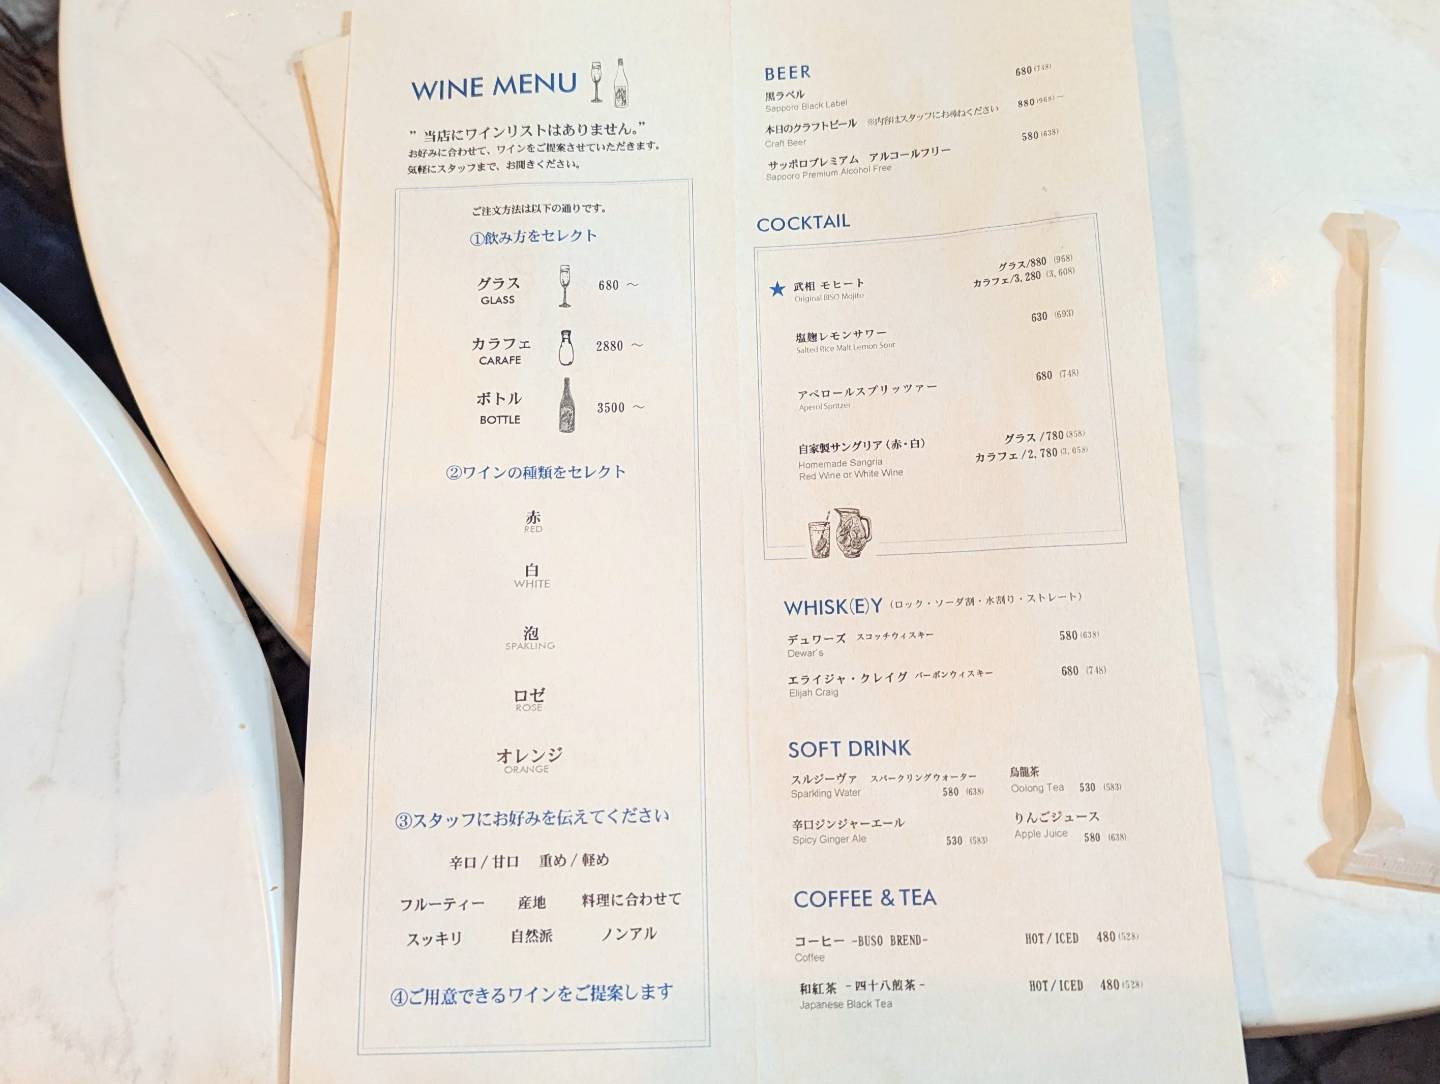 WINE MENU
” 当店にワインリストはありません。”
お好みに合わせて、ワインをご提案させていただきます。
気軽にスタッフまで、お聞きください。
ご注文方法は以下の通りです。
①飲み方をセレクト
グラス 680 ～
GLASS
カラフェ 2880 ～
CARAFE
ボトル 3500 ～
BOTTLE
②ワインの種類をセレクト
赤
RED
白
WHITE
泡
SPAKLING
ロゼ
ROSE
オレンジ
ORANGE
③スタッフにお好みを伝えてください
辛口 / 甘口 重め / 軽め
フルーティー 産地 料理に合わせて
スッキリ 自然派 ノンアル
④ご用意できるワインをご提案します
BEER
黒ラベル 680 (748)
Sapporo Black Label
本日のクラフトビール ※内容はスタッフにお尋ねください 880 (968) ～
Craft Beer
サッポロプレミアム アルコールフリー 580 (638)
Sapporo Premium Alcohol Free
COCKTAIL
★ 武相 モヒート グラス/880 (968)
Original BISO Mojito カラフェ/3,280 (3,608)
塩麹レモンサワー 630 (693)
Salted Rice Malt Lemon Sour
アペロールスプリッツァー 680 (748)
Aperol Spritzer
自家製サングリア（赤・白） グラス /780 (858)
Homemade Sangria カラフェ /2,780 (3,058)
Red Wine or White Wine
WHISK(E)Y（ロック・ソーダ割・水割り・ストレート）
デュワーズ スコッチウィスキー 580 (638)
Dewar's
エライジャ・クレイグ バーボンウィスキー 680 (748)
Elijah Craig
SOFT DRINK
スルジーヴァ スパークリングウォーター
Sparkling Water 580 (638)
烏龍茶
Oolong Tea 530 (583)
辛口ジンジャーエール
Spicy Ginger Ale 530 (583)
りんごジュース
Apple Juice 580 (638)
COFFEE & TEA
コーヒー -BUSO BREND- HOT / ICED 480 (528)
Coffee
和紅茶 -四十八煎茶- HOT / ICED 480 (528)
Japanese Black Tea